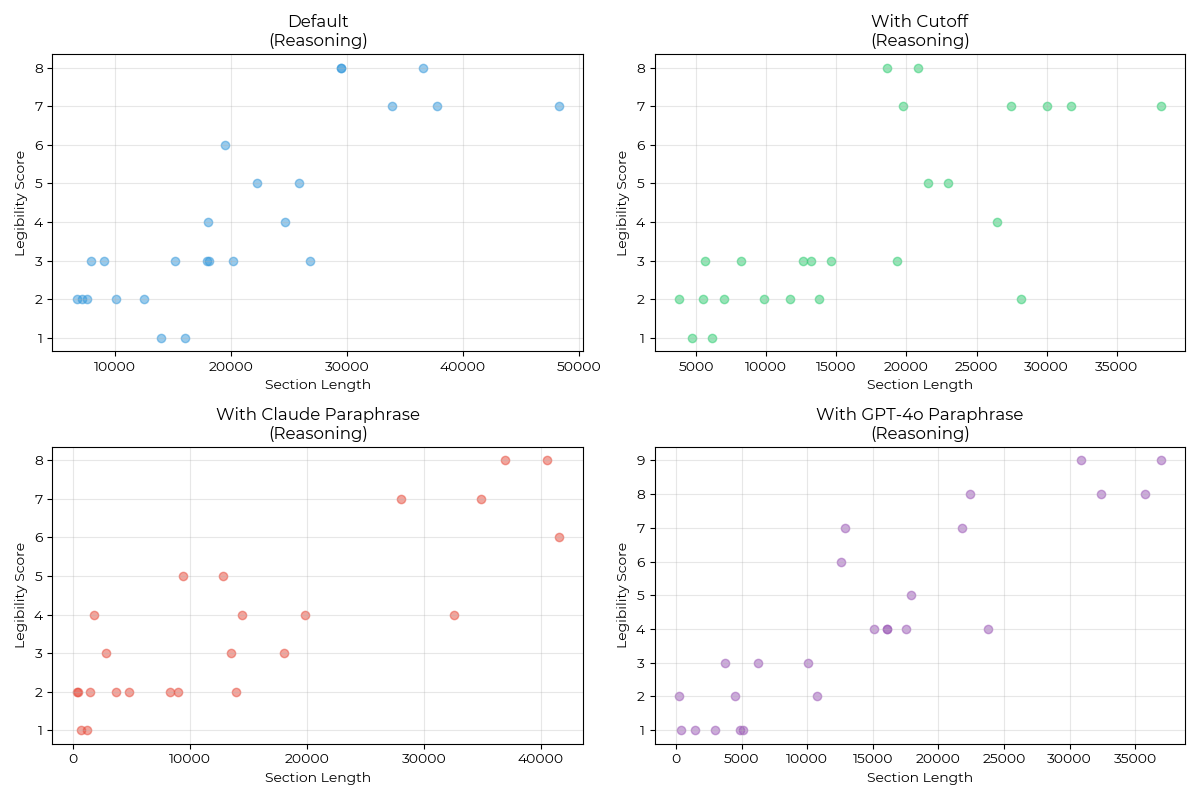 Default
(Reasoning)
8
7
6
5
4
3
2
1
Legibility Score
10000 20000 30000 40000 50000
Section Length
With Cutoff
(Reasoning)
8
7
6
5
4
3
2
1
Legibility Score
5000 10000 15000 20000 25000 30000 35000
Section Length
With Claude Paraphrase
(Reasoning)
8
7
6
5
4
3
2
1
Legibility Score
0 10000 20000 30000 40000
Section Length
With GPT-4o Paraphrase
(Reasoning)
9
8
7
6
5
4
3
2
1
Legibility Score
0 5000 10000 15000 20000 25000 30000 35000
Section Length